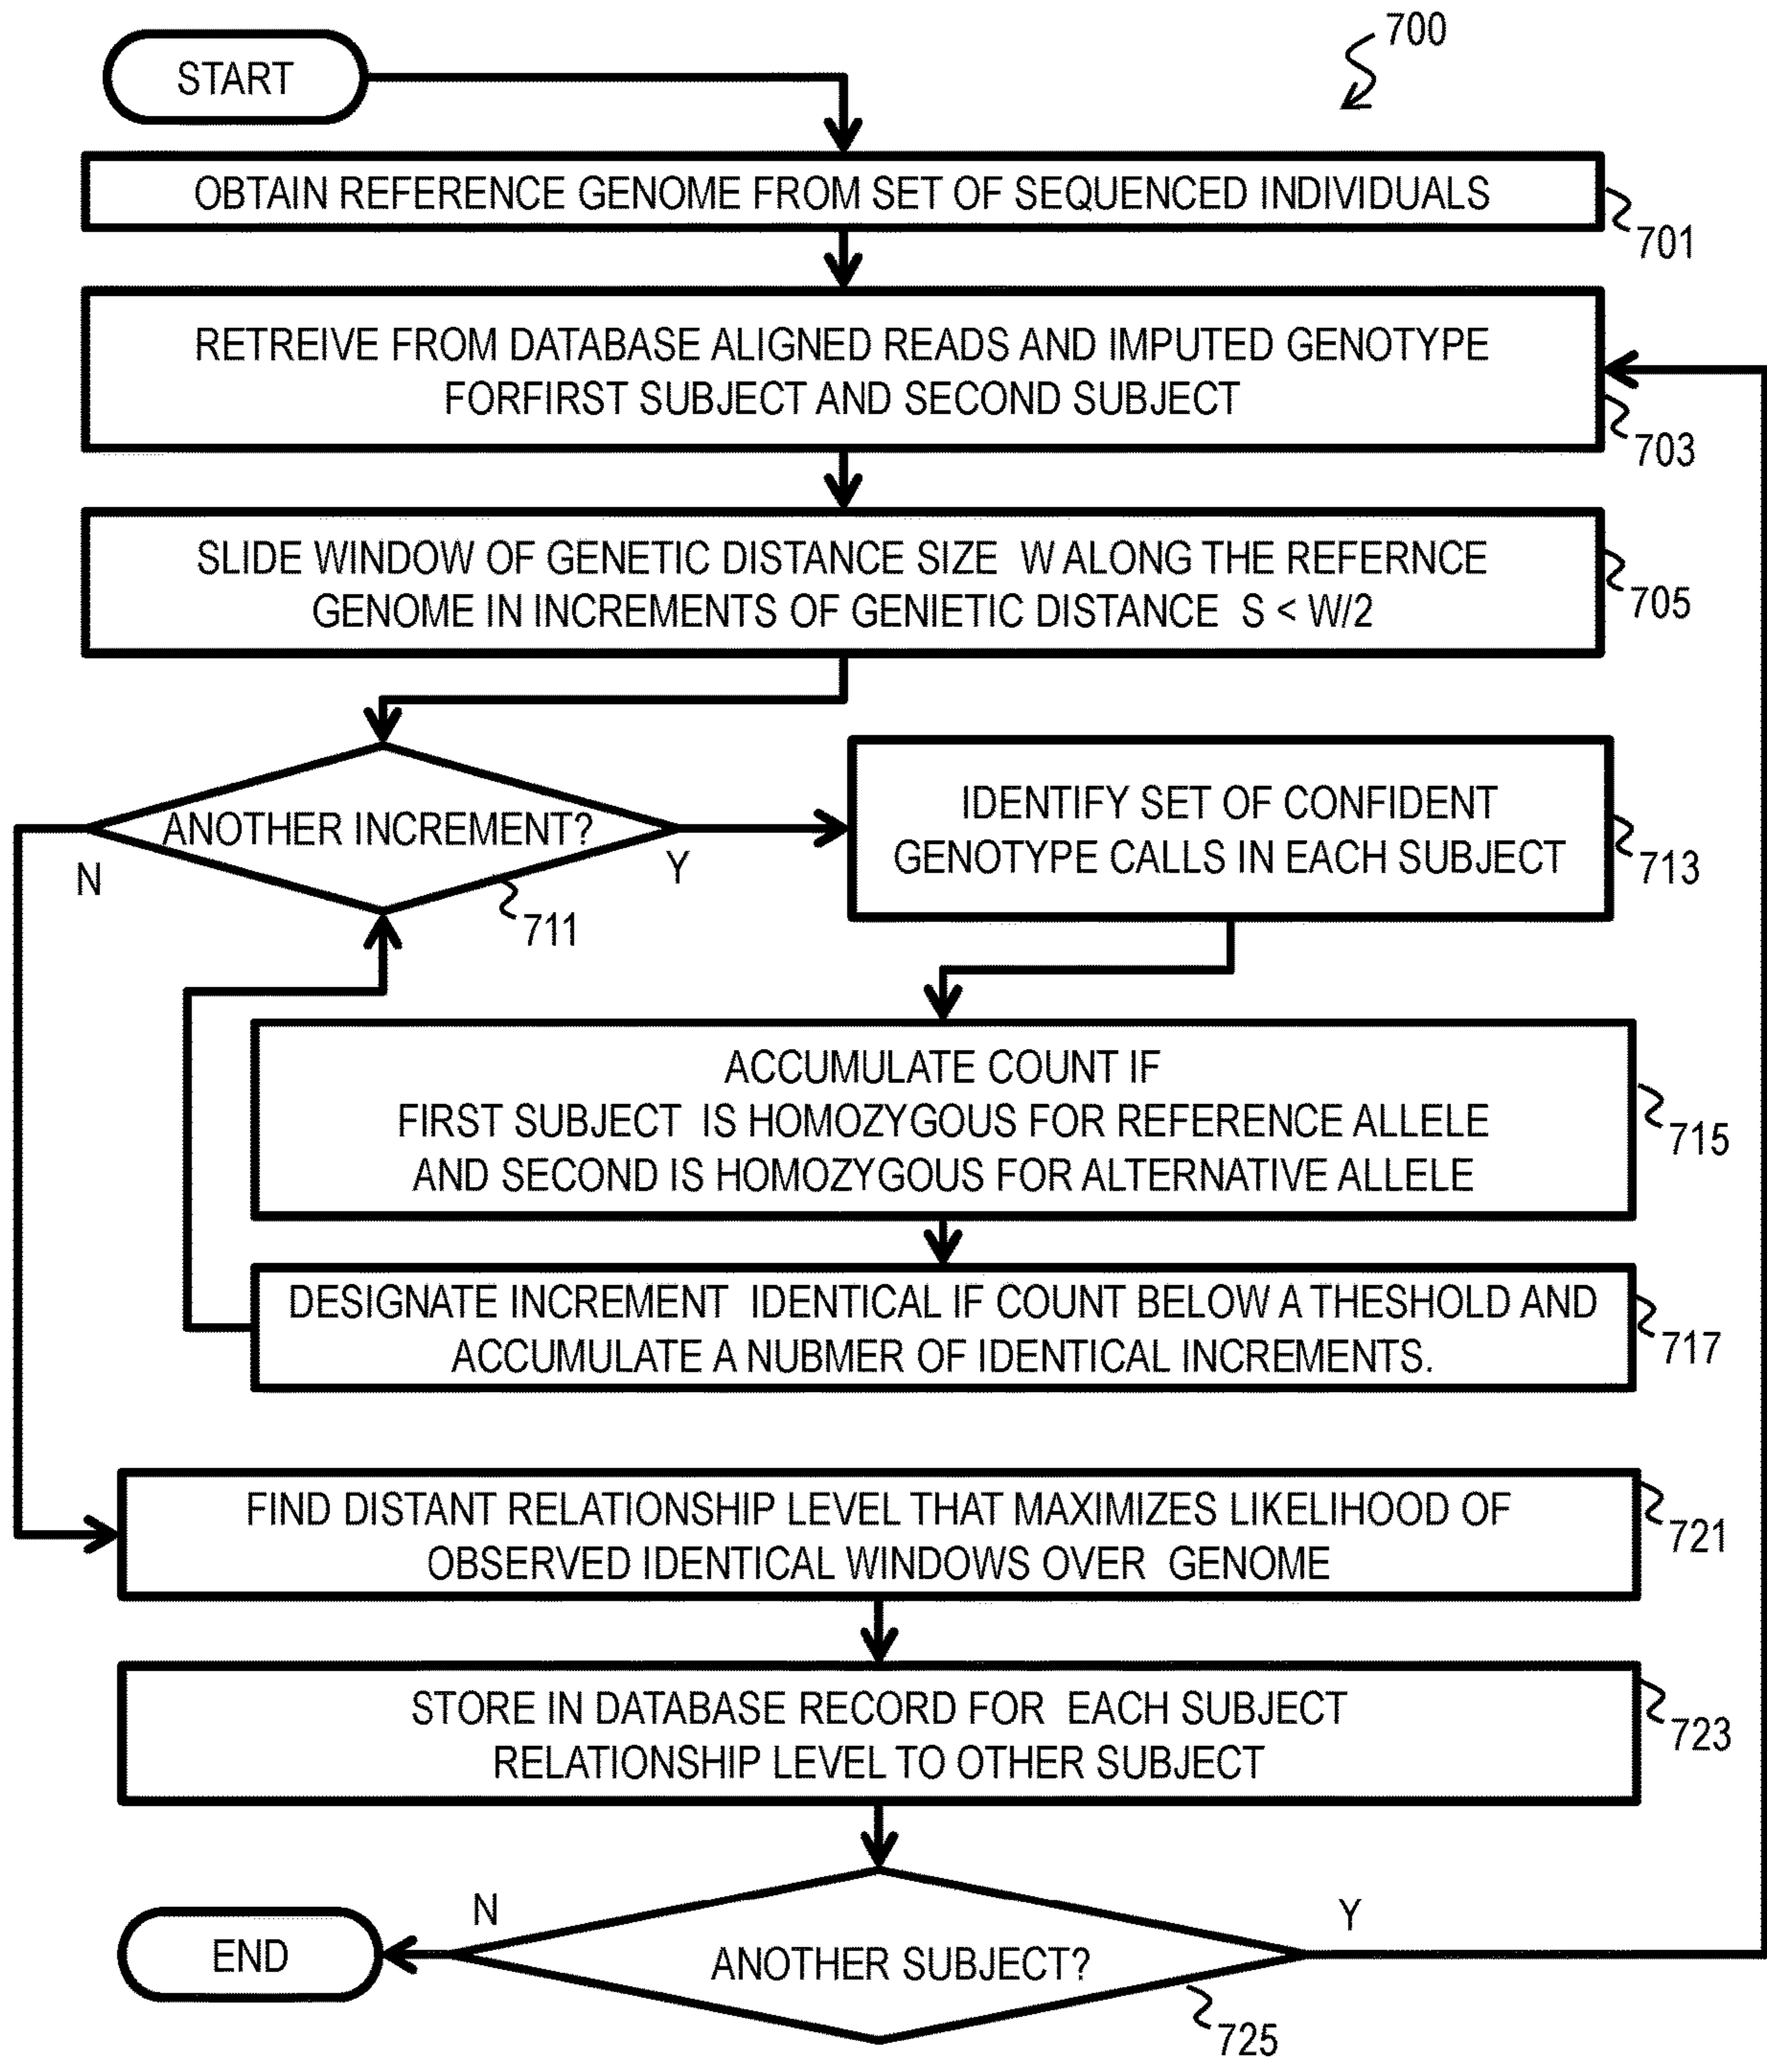 700
START
OBTAIN REFERENCE GENOME FROM SET OF SEQUENCED INDIVIDUALS
701
RETREIVE FROM DATABASE ALIGNED READS AND IMPUTED GENOTYPE
FORFIRST SUBJECT AND SECOND SUBJECT
703
SLIDE WINDOW OF GENETIC DISTANCE SIZE W ALONG THE REFERNCE
GENOME IN INCREMENTS OF GENIETIC DISTANCE S < W/2
705
ANOTHER INCREMENT?
N
Y
711
IDENTIFY SET OF CONFIDENT
GENOTYPE CALLS IN EACH SUBJECT
713
ACCUMULATE COUNT IF
FIRST SUBJECT IS HOMOZYGOUS FOR REFERENCE ALLELE
AND SECOND IS HOMOZYGOUS FOR ALTERNATIVE ALLELE
715
DESIGNATE INCREMENT IDENTICAL IF COUNT BELOW A THESHOLD AND
ACCUMULATE A NUBMER OF IDENTICAL INCREMENTS.
717
FIND DISTANT RELATIONSHIP LEVEL THAT MAXIMIZES LIKELIHOOD OF
OBSERVED IDENTICAL WINDOWS OVER GENOME
721
STORE IN DATABASE RECORD FOR EACH SUBJECT
RELATIONSHIP LEVEL TO OTHER SUBJECT
723
N
Y
END
ANOTHER SUBJECT?
725